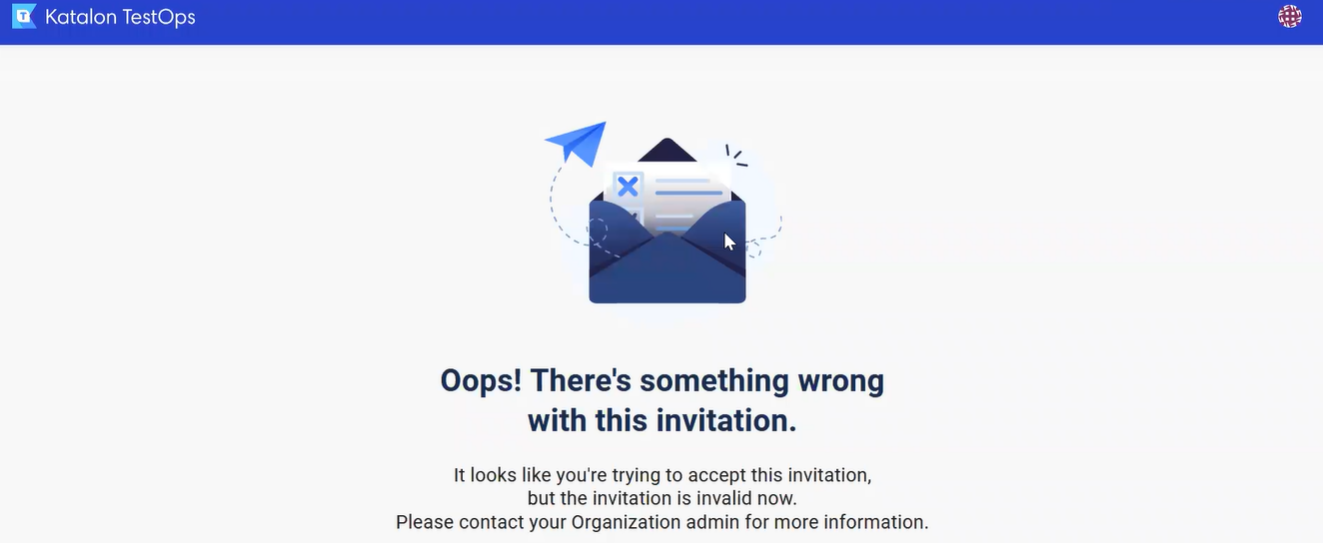 Katalon TestOps
Oops! There's something wrong
with this invitation.
It looks like you're trying to accept this invitation,
but the invitation is invalid now.
Please contact your Organization admin for more information.